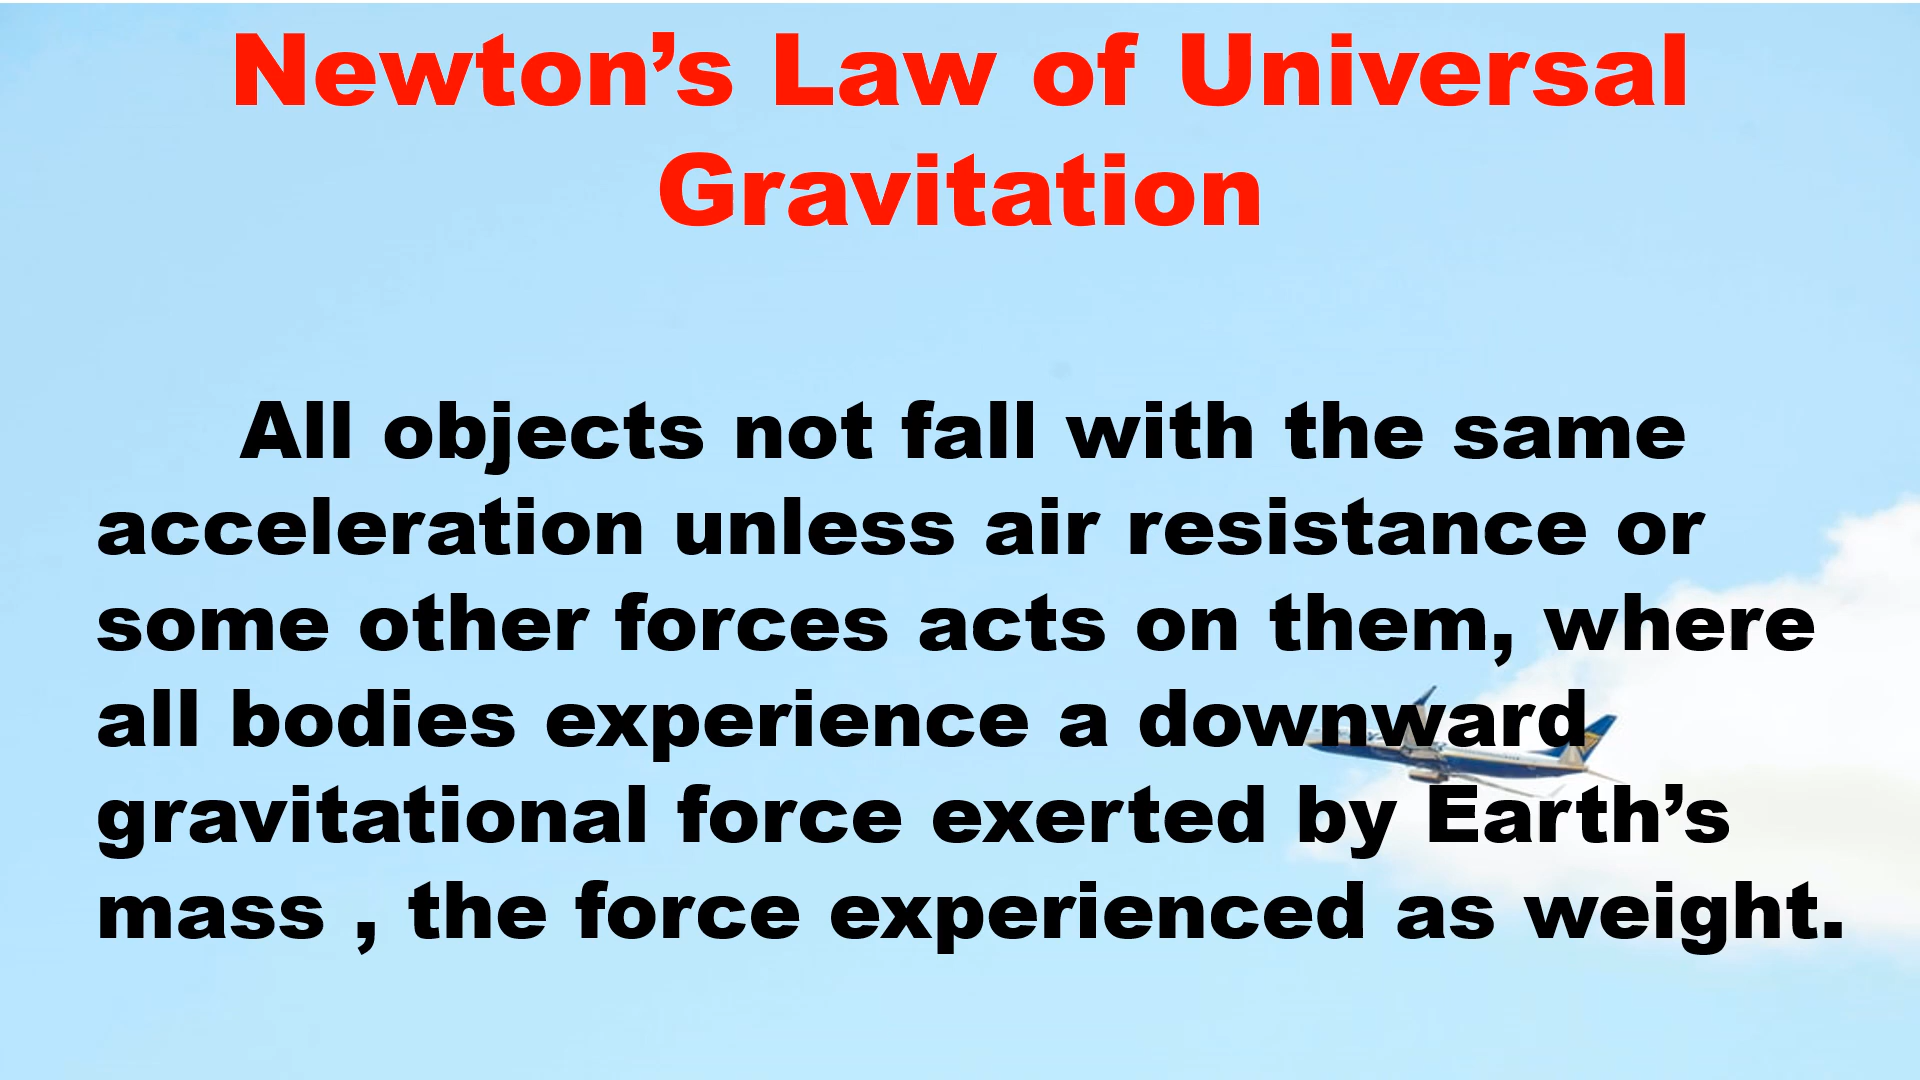 Newton’s Law of Universal
Gravitation
All objects not fall with the same
acceleration unless air resistance or
some other forces acts on them, where
all bodies experience a downward
gravitational force exerted by Earth’s
mass , the force experienced as weight.